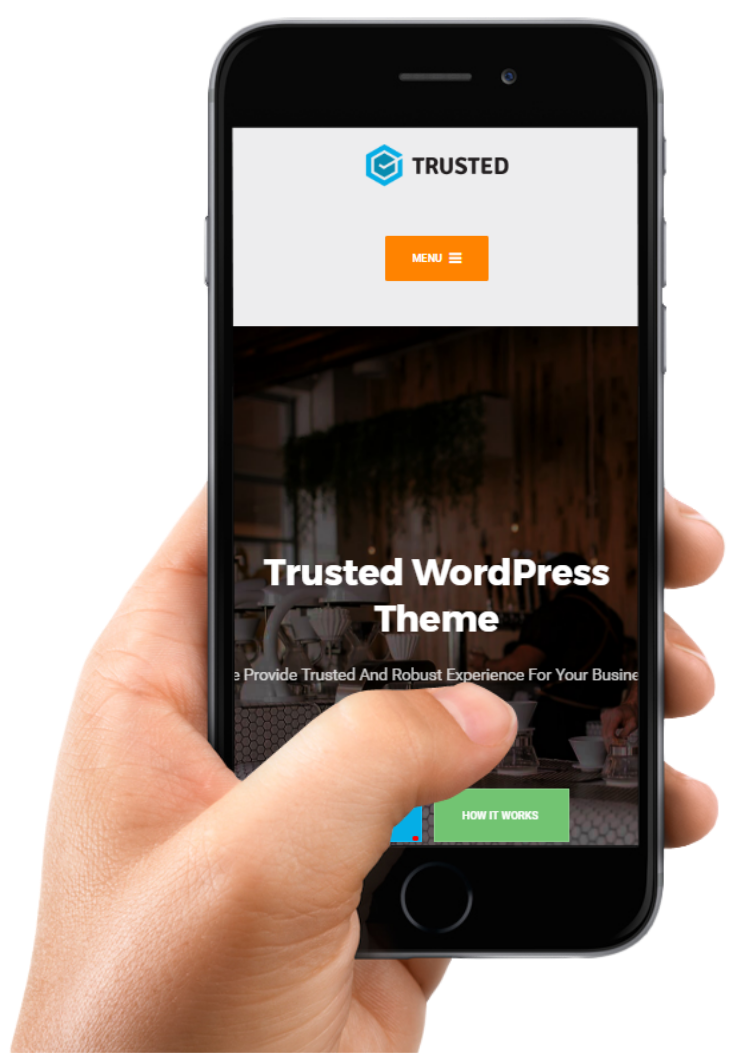 TRUSTED
MENU
Trusted WordPress
Theme
e Provide Trusted And Robust Experience For Your Busine
HOW IT WORKS